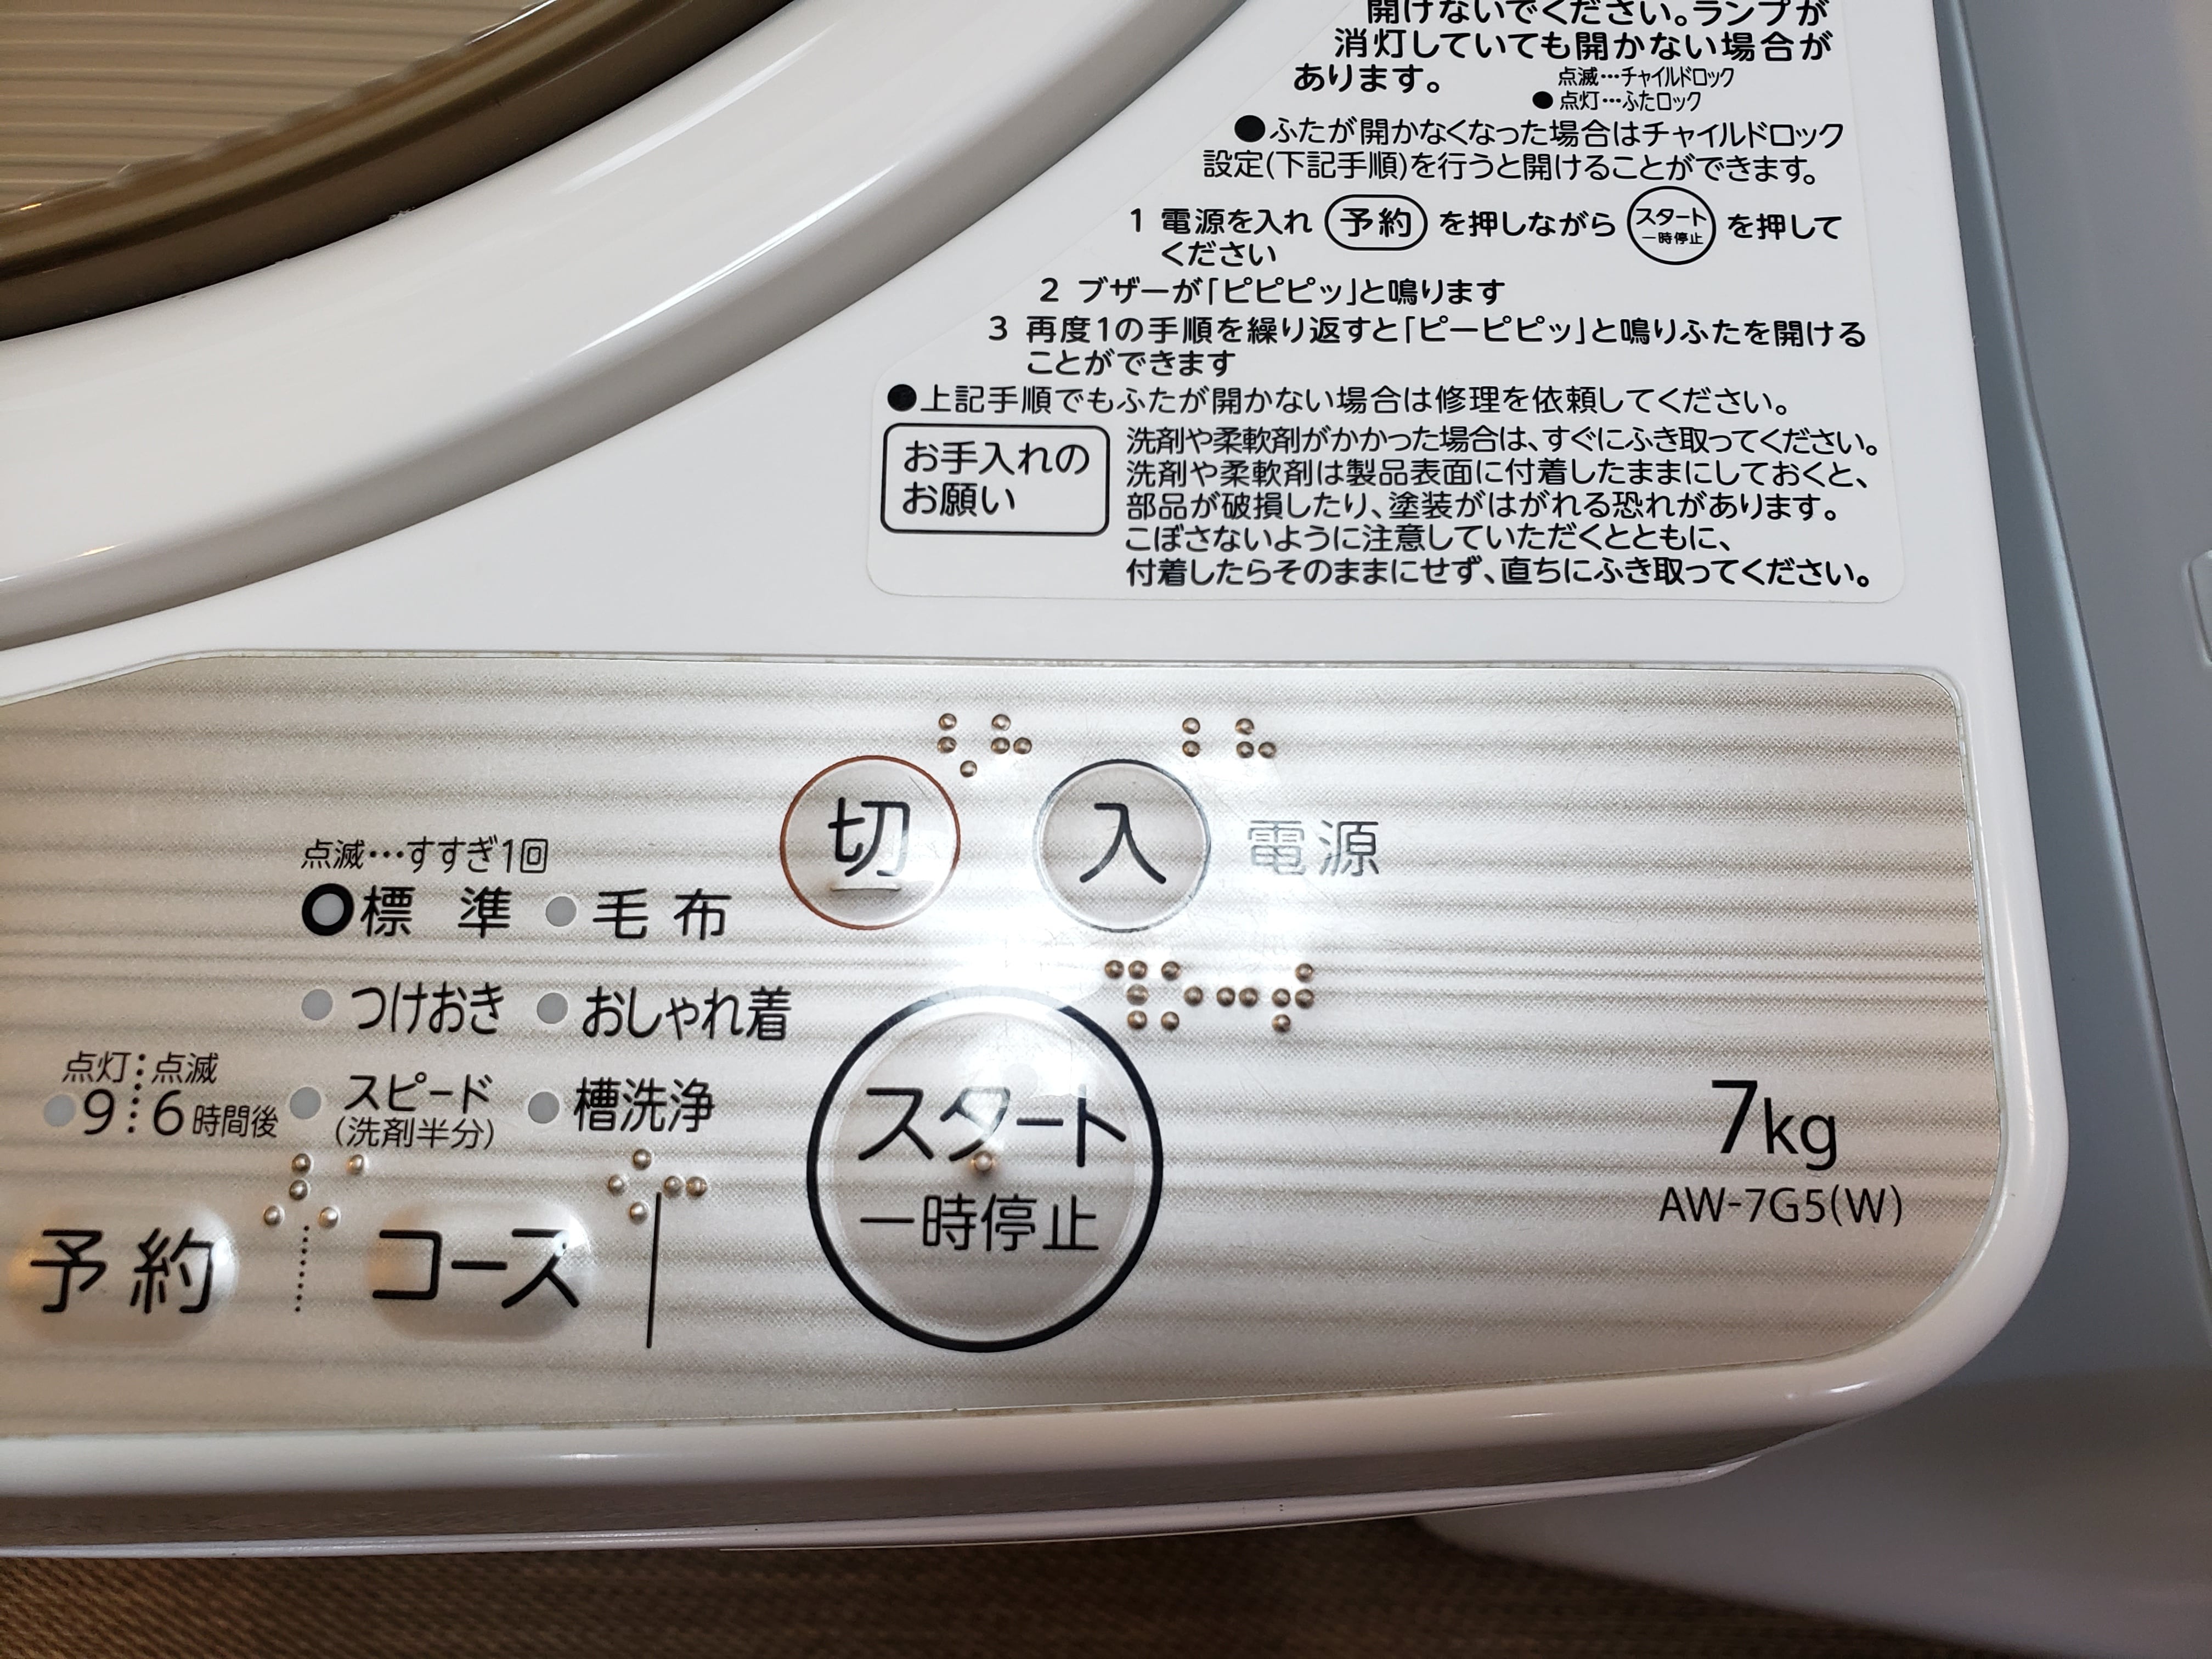 開けないでください。ランプが
消灯していても開かない場合が
あります。
点滅…チャイルドロック
●点灯…ふたロック
●ふたが開かなくなった場合はチャイルドロック
設定(下記手順)を行うと開けることができます。
1 電源を入れ 予約 を押しながら スタート 一時停止 を押して
ください
2 ブザーが「ピピピッ」と鳴ります
3 再度1の手順を繰り返すと「ピーピピッ」と鳴りふたを開ける
ことができます
●上記手順でもふたが開かない場合は修理を依頼してください。
お手入れの
お願い
洗剤や柔軟剤がかかった場合は、すぐにふき取ってください。
洗剤や柔軟剤は製品表面に付着したままにしておくと、
部品が破損したり、塗装がはがれる恐れがあります。
こぼさないように注意していただくとともに、
付着したらそのままにせず、直ちにふき取ってください。
切 入 電源
点滅…すすぎ1回
標準 毛布
つけおき おしゃれ着
点灯 点滅
9 6時間後
スピード
(洗剤半分)
槽洗浄
予約 コース
スタート
一時停止
7kg
AW-7G5(W)